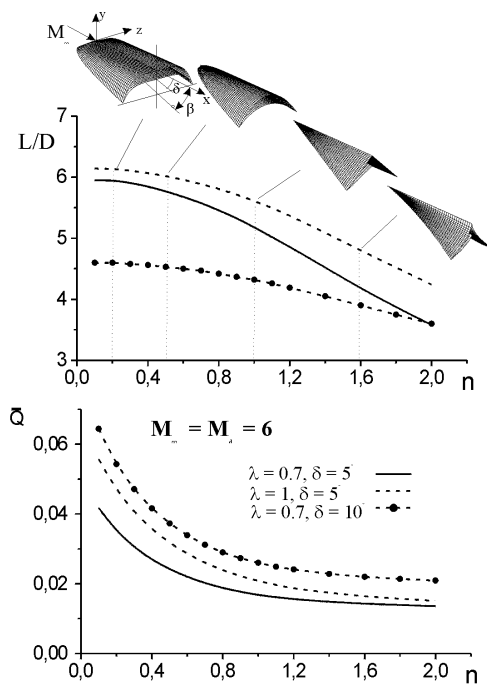 y
M∞ z
δ x
β
7
L/D
6
5
4
3
0,0 0,4 0,8 1,2 1,6 2,0 n
Q̄
0,06 M∞ = M = 6
λ = 0.7, δ = 5°
λ = 1, δ = 5°
0,04 λ = 0.7, δ = 10°
0,02
0,00
0,0 0,4 0,8 1,2 1,6 2,0 n